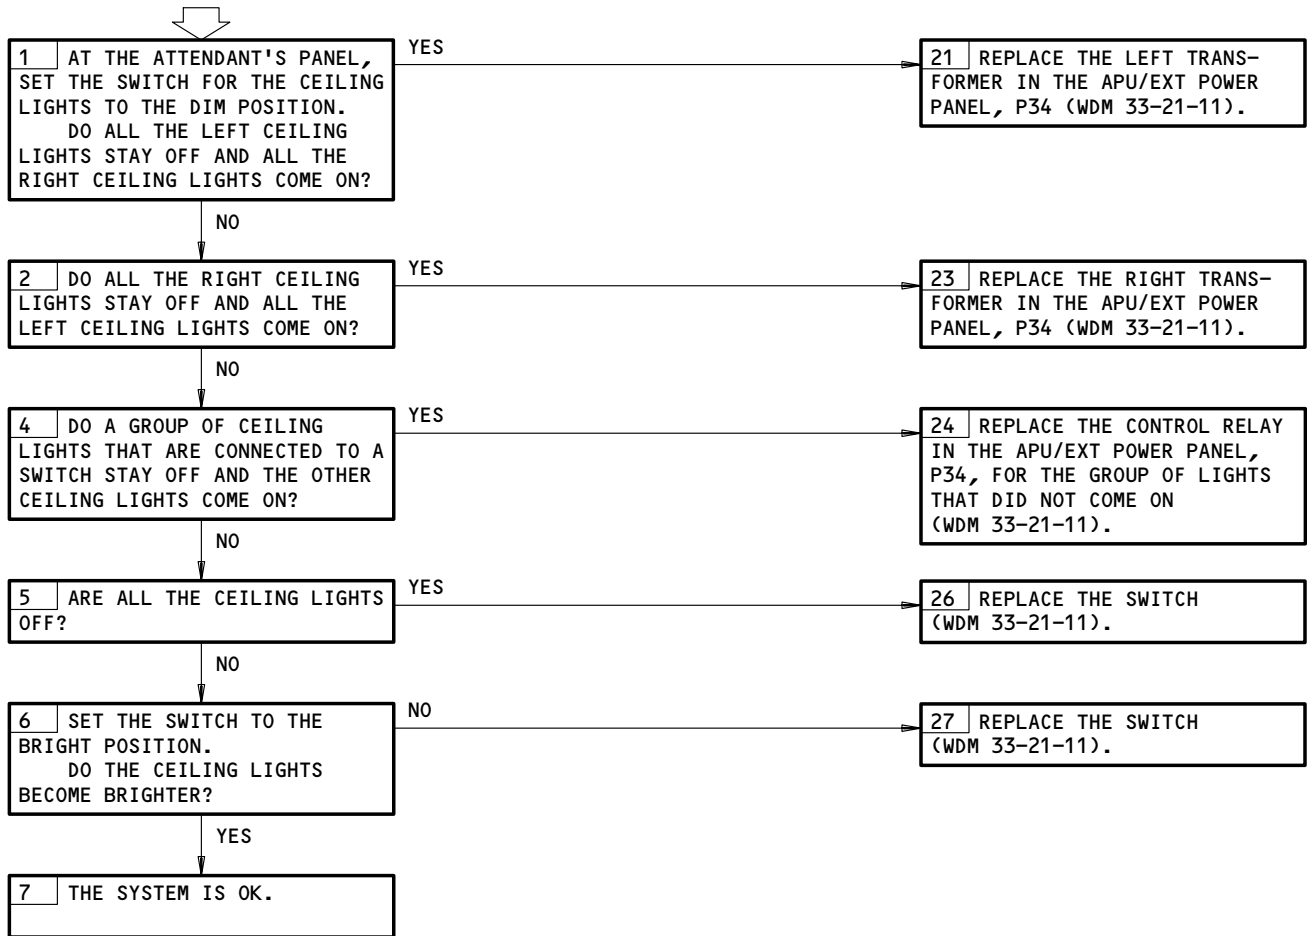 1 AT THE ATTENDANT'S PANEL,
SET THE SWITCH FOR THE CEILING
LIGHTS TO THE DIM POSITION.
DO ALL THE LEFT CEILING
LIGHTS STAY OFF AND ALL THE
RIGHT CEILING LIGHTS COME ON?
YES
21 REPLACE THE LEFT TRANS-
FORMER IN THE APU/EXT POWER
PANEL, P34 (WDM 33-21-11).
NO
2 DO ALL THE RIGHT CEILING
LIGHTS STAY OFF AND ALL THE
LEFT CEILING LIGHTS COME ON?
YES
23 REPLACE THE RIGHT TRANS-
FORMER IN THE APU/EXT POWER
PANEL, P34 (WDM 33-21-11).
NO
4 DO A GROUP OF CEILING
LIGHTS THAT ARE CONNECTED TO A
SWITCH STAY OFF AND THE OTHER
CEILING LIGHTS COME ON?
YES
24 REPLACE THE CONTROL RELAY
IN THE APU/EXT POWER PANEL,
P34, FOR THE GROUP OF LIGHTS
THAT DID NOT COME ON
(WDM 33-21-11).
NO
5 ARE ALL THE CEILING LIGHTS
OFF?
YES
26 REPLACE THE SWITCH
(WDM 33-21-11).
NO
6 SET THE SWITCH TO THE
BRIGHT POSITION.
DO THE CEILING LIGHTS
BECOME BRIGHTER?
NO
27 REPLACE THE SWITCH
(WDM 33-21-11).
YES
7 THE SYSTEM IS OK.